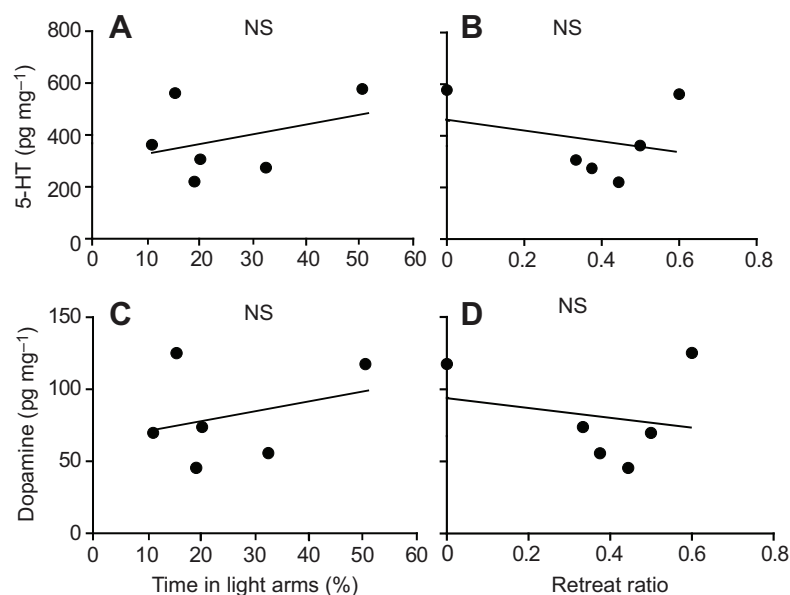 A NS B NS
800
600
400
200
0
5-HT (pg mg⁻¹)
0 10 20 30 40 50 60 0 0.2 0.4 0.6 0.8
C NS D NS
150
100
50
0
Dopamine (pg mg⁻¹)
0 10 20 30 40 50 60 0 0.2 0.4 0.6 0.8
Time in light arms (%) Retreat ratio